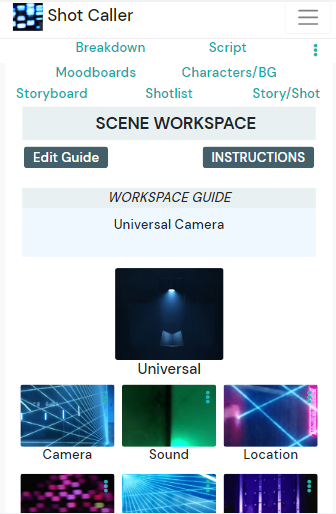 Shot Caller
Breakdown Script
Moodboards Characters/BG
Storyboard Shotlist Story/Shot
SCENE WORKSPACE
Edit Guide INSTRUCTIONS
WORKSPACE GUIDE
Universal Camera
Universal
Camera Sound Location